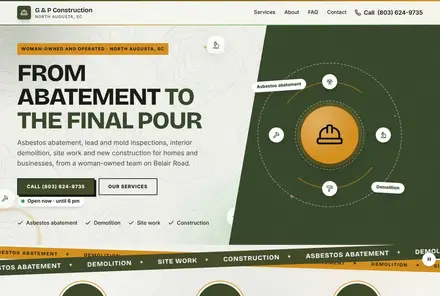 G & P Construction
NORTH AUGUSTA, SC
Services About FAQ Contact Call (803) 624-9735
WOMAN-OWNED AND OPERATED · NORTH AUGUSTA, SC
FROM
ABATEMENT TO
THE FINAL POUR
Asbestos abatement, lead and mold inspections, interior
demolition, site work and new construction for homes and
businesses, from a woman-owned team on Belair Road.
CALL (803) 624-9735
OUR SERVICES
Open now · until 6 pm
Asbestos abatement
Demolition
Site work
Construction
Asbestos abatement
Demolition
STOS ABATEMENT DEMOLITION SITE WORK CONSTRUCTION ASBESTOS ABATEMENT DEMOL